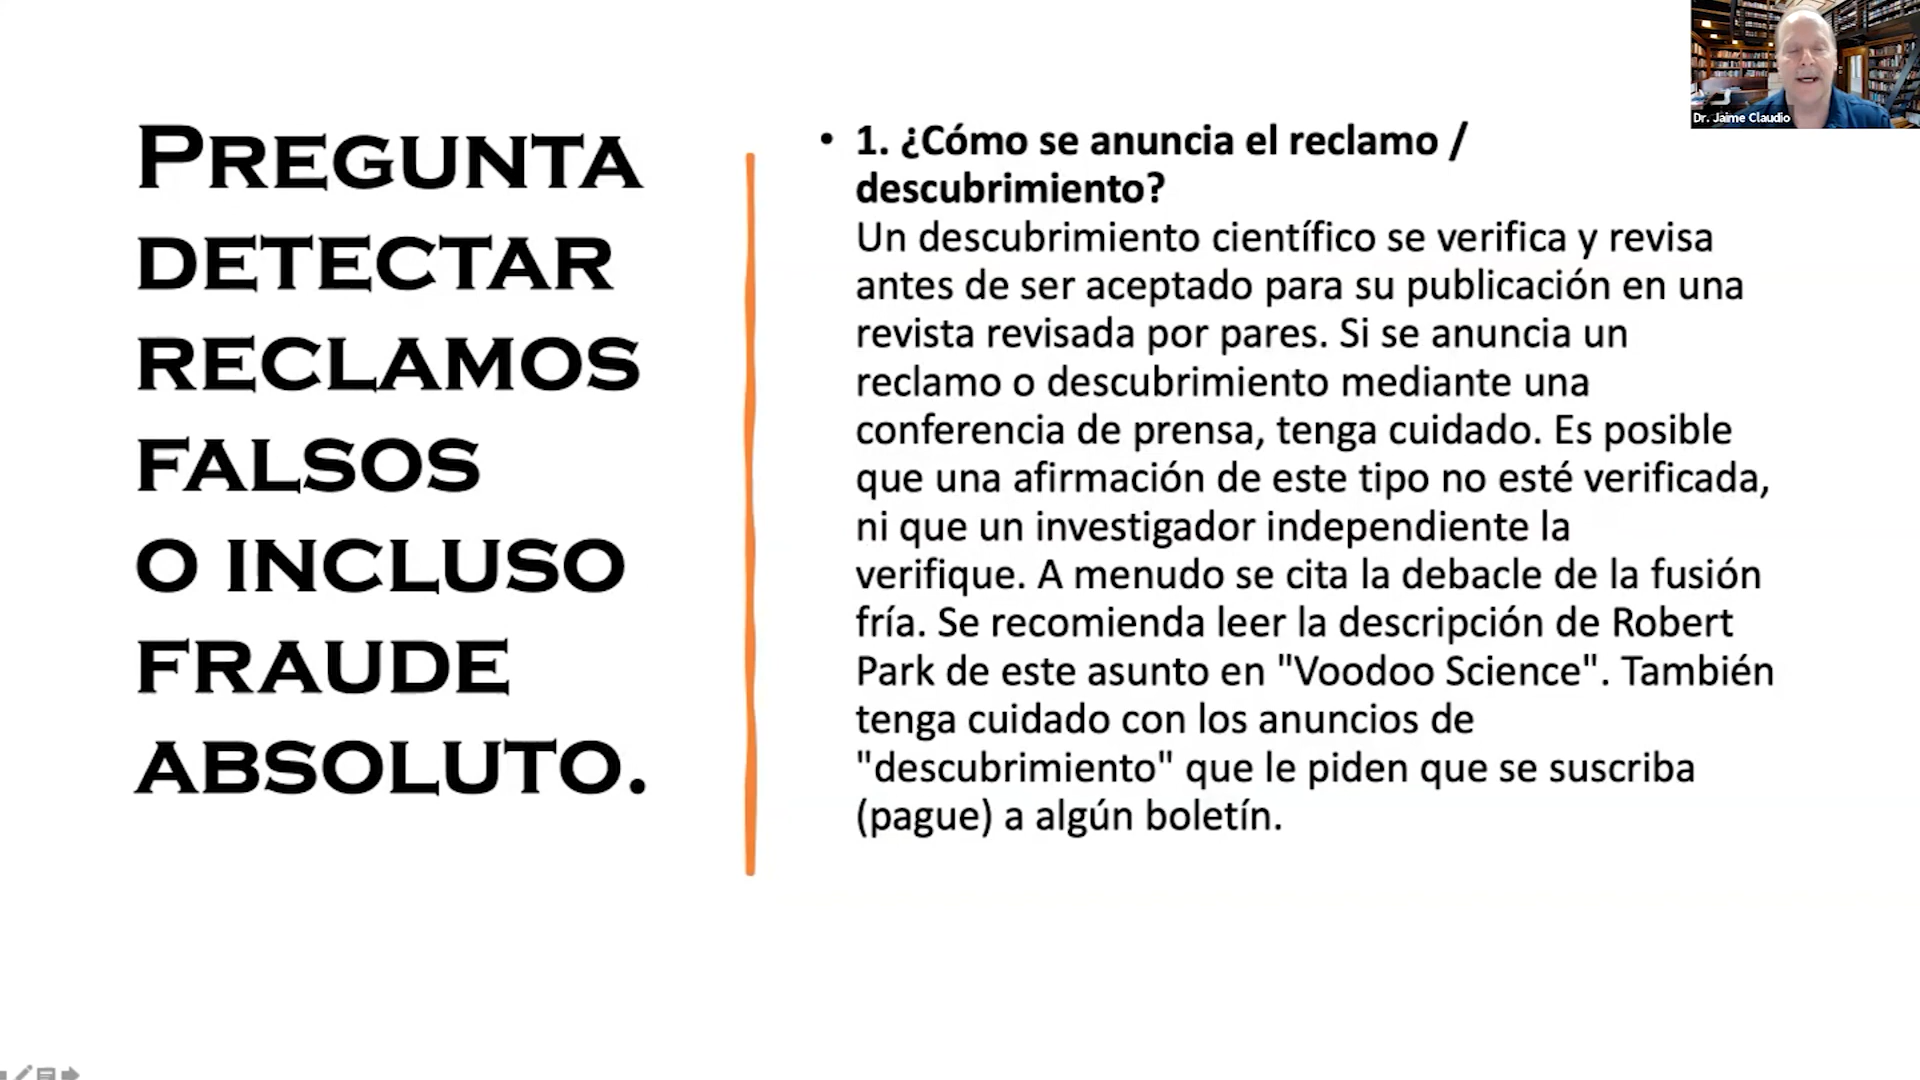 PREGUNTA
DETECTAR
RECLAMOS
FALSOS
O INCLUSO
FRAUDE
ABSOLUTO.
• 1. ¿Cómo se anuncia el reclamo /
descubrimiento?
Un descubrimiento científico se verifica y revisa
antes de ser aceptado para su publicación en una
revista revisada por pares. Si se anuncia un
reclamo o descubrimiento mediante una
conferencia de prensa, tenga cuidado. Es posible
que una afirmación de este tipo no esté verificada,
ni que un investigador independiente la
verifique. A menudo se cita la debacle de la fusión
fría. Se recomienda leer la descripción de Robert
Park de este asunto en "Voodoo Science". También
tenga cuidado con los anuncios de
"descubrimiento" que le piden que se suscriba
(pague) a algún boletín.
Dr. Jaime Claudio